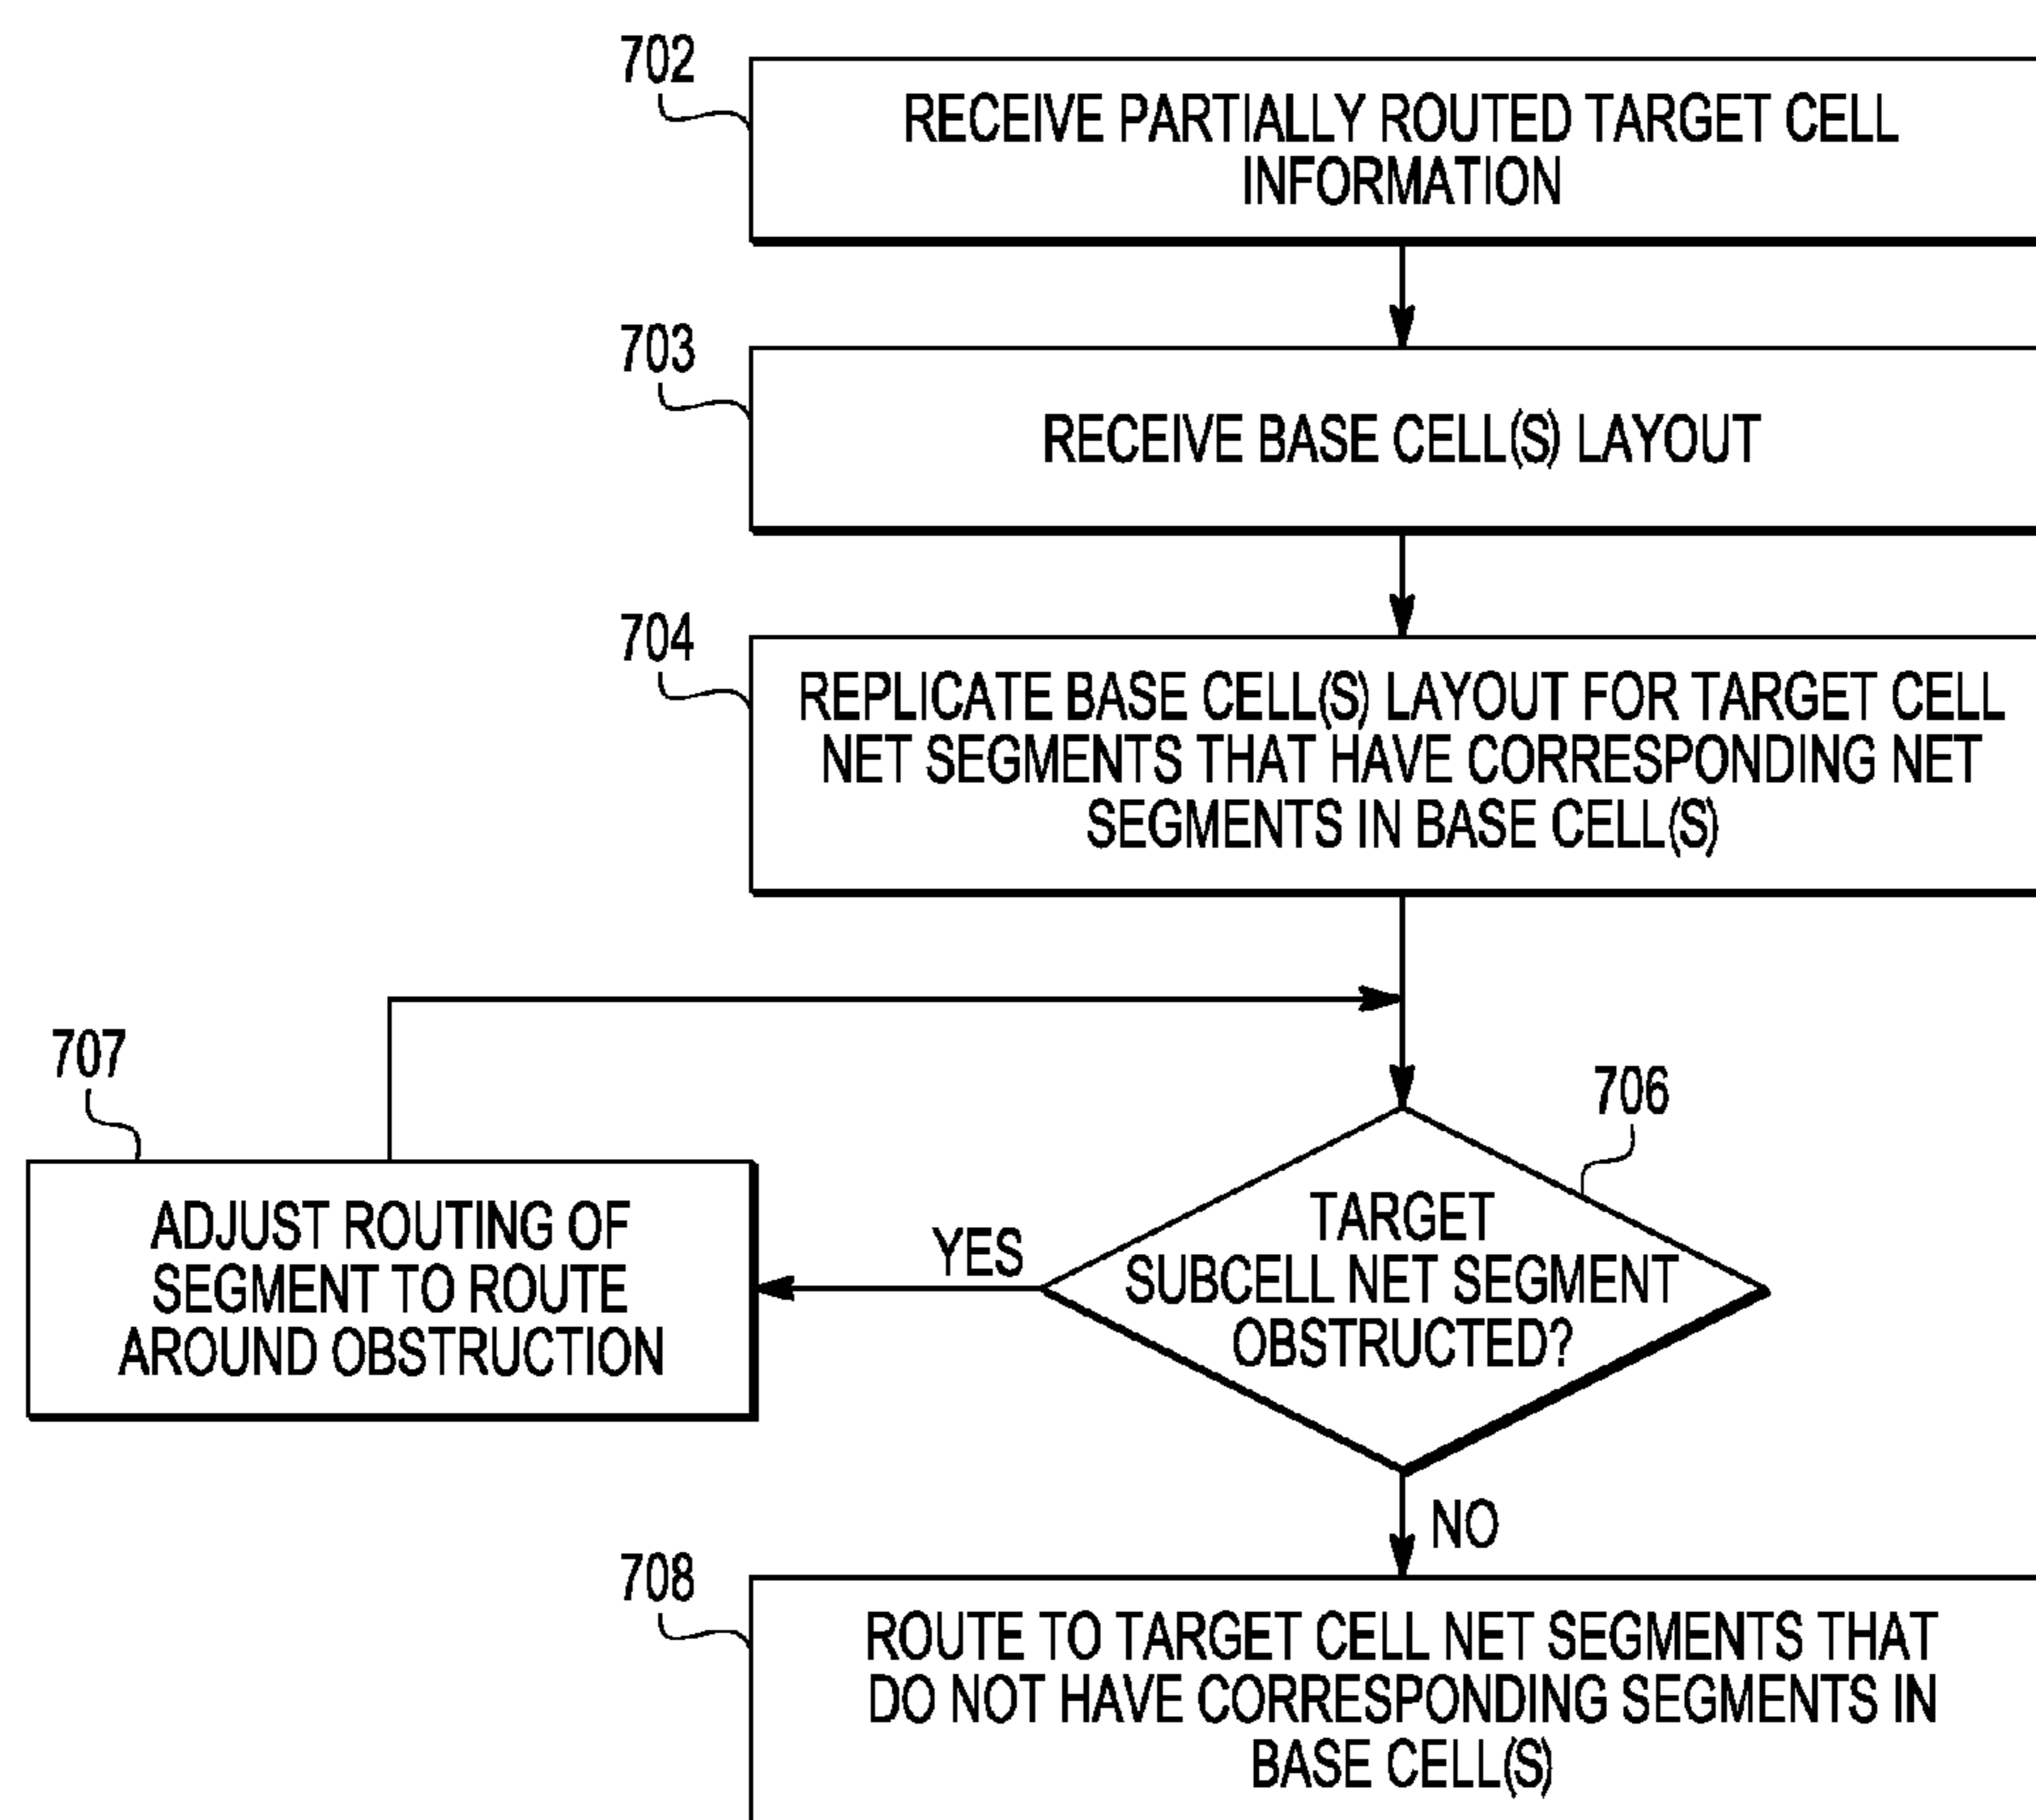 702
RECEIVE PARTIALLY ROUTED TARGET CELL
INFORMATION
703
RECEIVE BASE CELL(S) LAYOUT
704
REPLICATE BASE CELL(S) LAYOUT FOR TARGET CELL
NET SEGMENTS THAT HAVE CORRESPONDING NET
SEGMENTS IN BASE CELL(S)
707
ADJUST ROUTING OF
SEGMENT TO ROUTE
AROUND OBSTRUCTION
YES
706
TARGET
SUBCELL NET SEGMENT
OBSTRUCTED?
NO
708
ROUTE TO TARGET CELL NET SEGMENTS THAT
DO NOT HAVE CORRESPONDING SEGMENTS IN
BASE CELL(S)